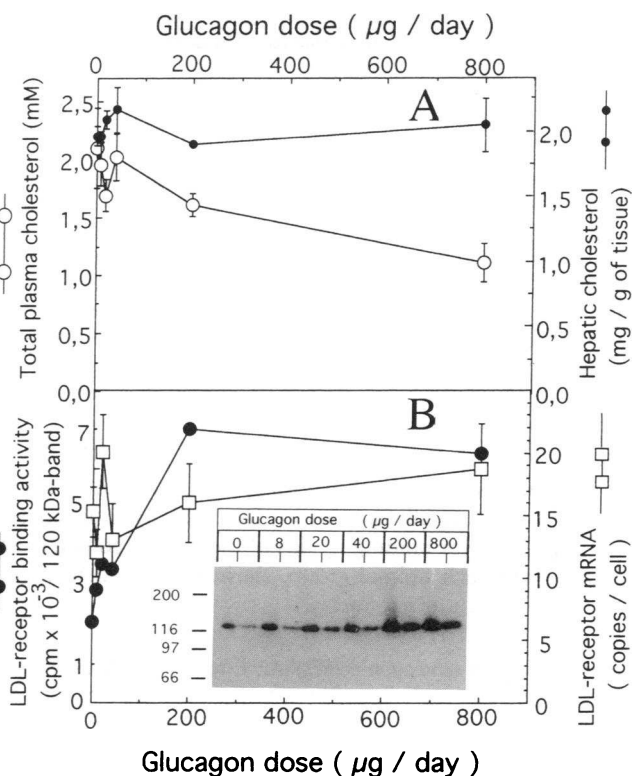 Glucagon dose ( µg / day )
0 200 400 600 800
A
2,5
2,0
1,5
1,0
0,5
0,0
Total plasma cholesterol (mM)
2,0
1,5
1,0
0,5
0,0
Hepatic cholesterol
(mg / g of tissue)
B
7
5
3
1
0
LDL-receptor binding activity
(cpm x 10-3/ 120 kDa-band)
20
15
10
5
0
LDL-receptor mRNA
( copies / cell )
Glucagon dose ( µg / day )
0 8 20 40 200 800
200
116
97
66
0 200 400 600 800
Glucagon dose ( µg / day )